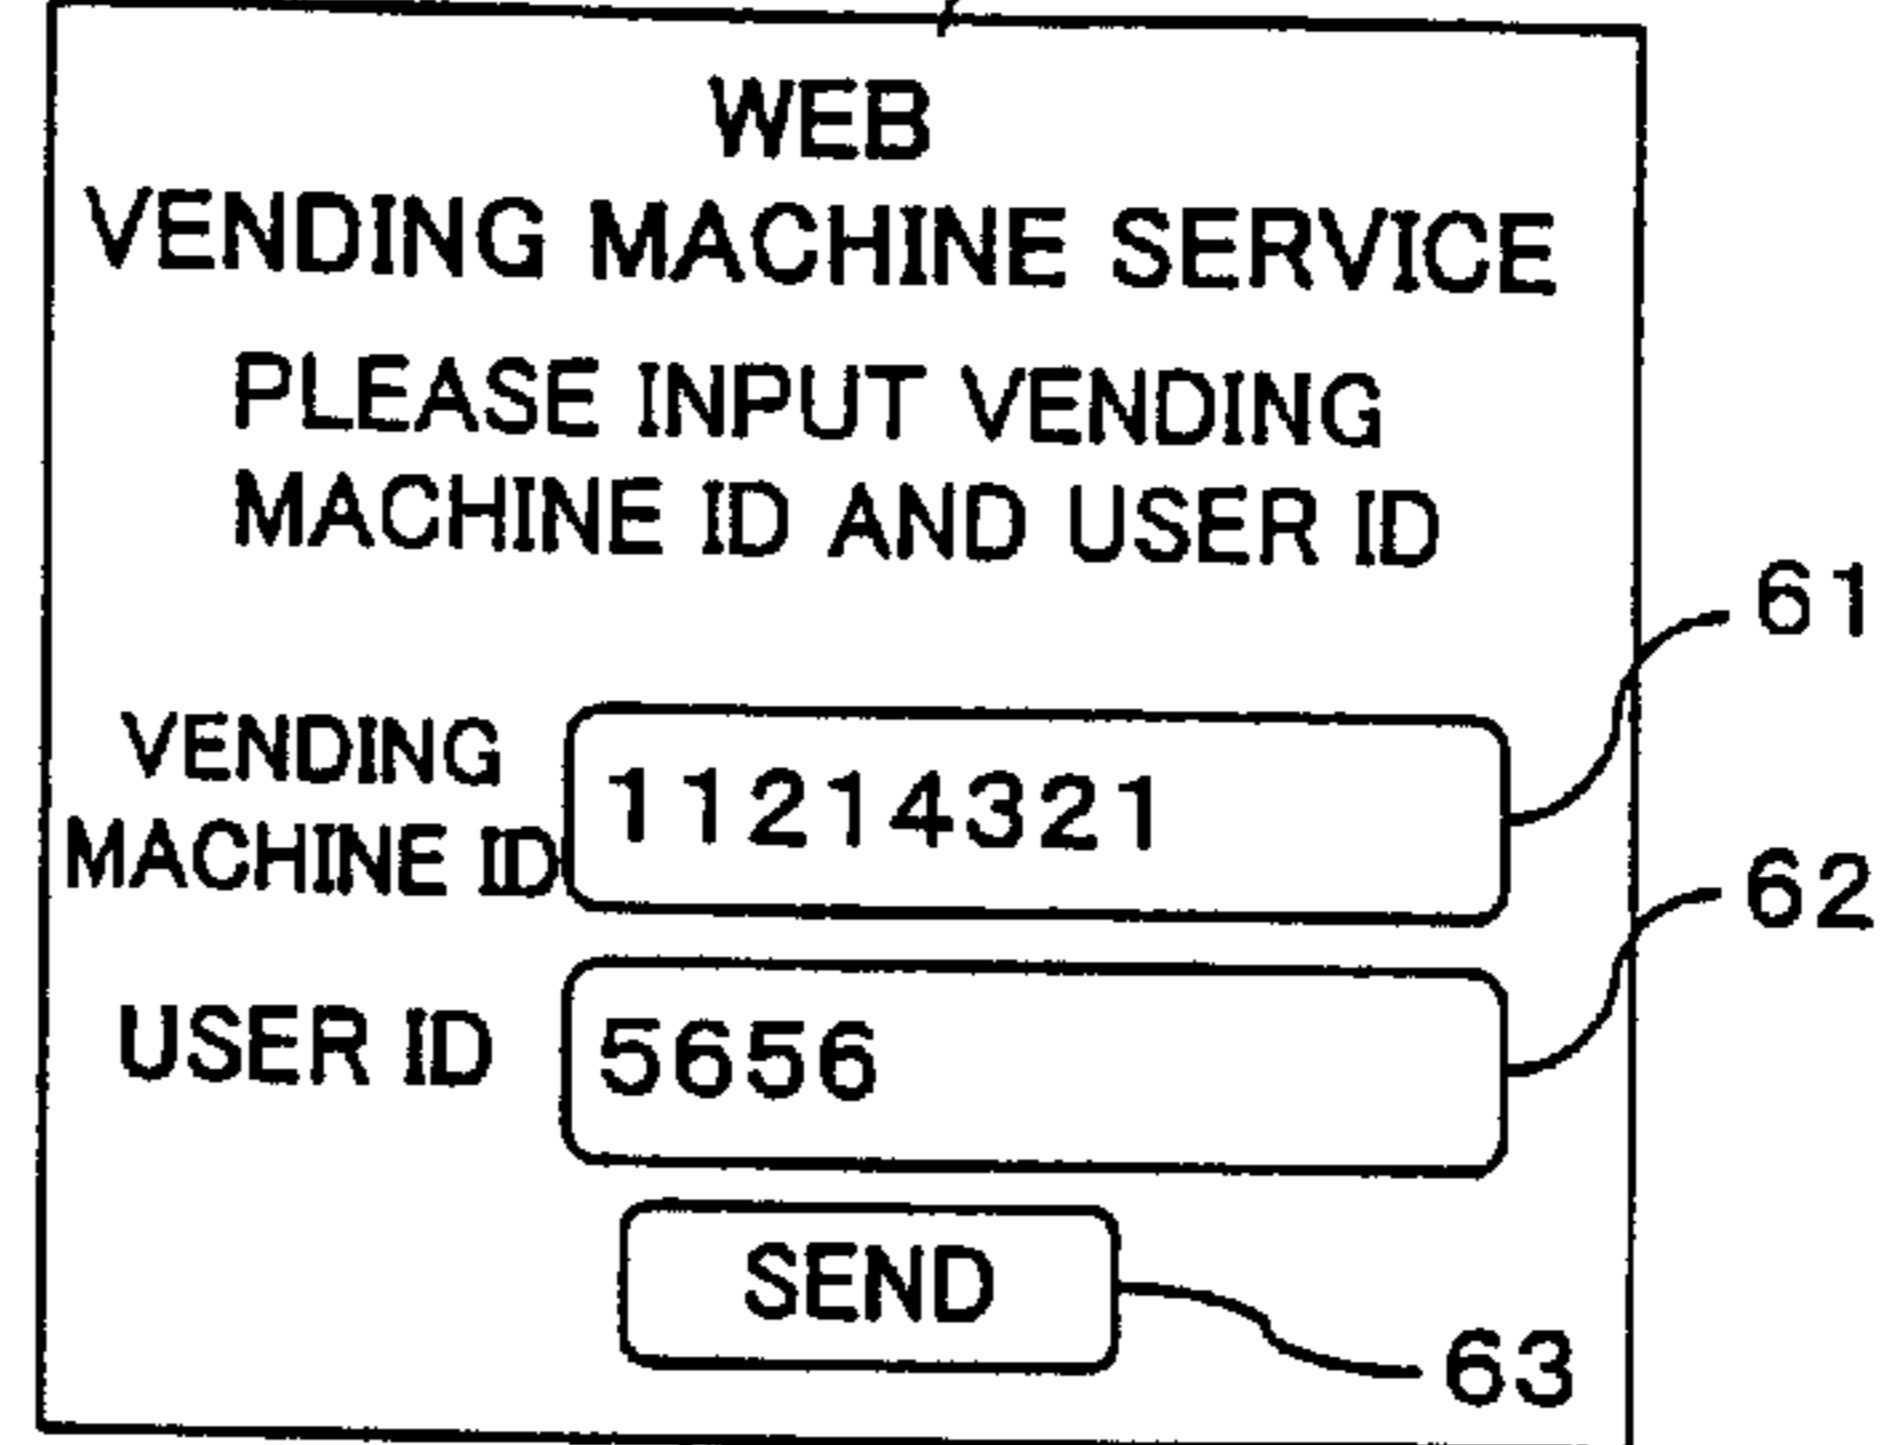 WEB
VENDING MACHINE SERVICE
PLEASE INPUT VENDING
MACHINE ID AND USER ID
61
VENDING
MACHINE ID
11214321
62
USER ID
5656
SEND
63